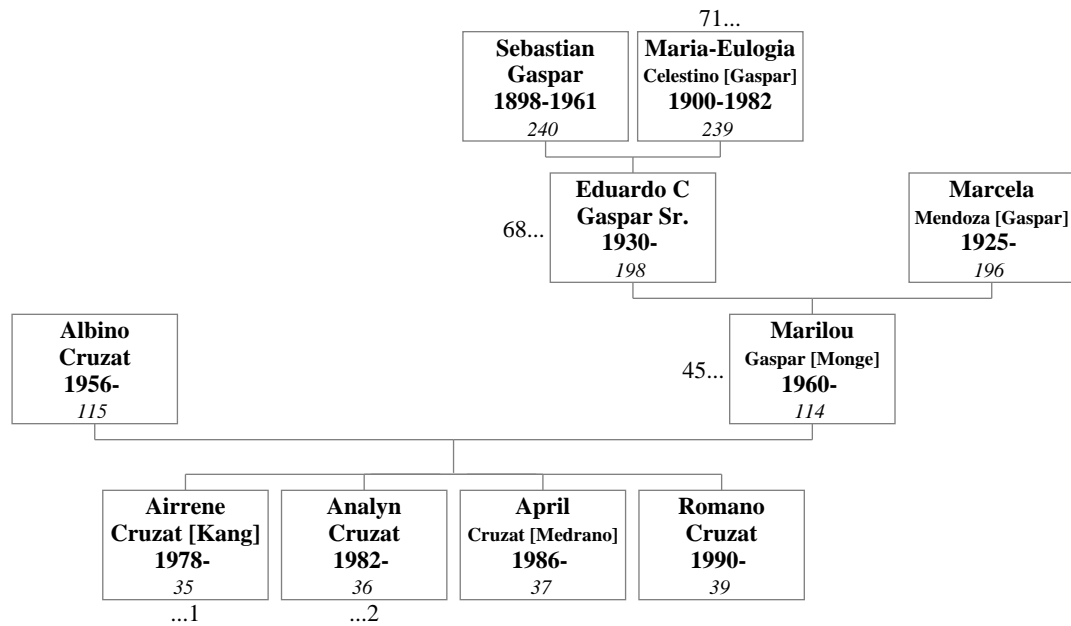 71...
Sebastian
Gaspar
1898-1961
240
Maria-Eulogia
Celestino [Gaspar]
1900-1982
239
68...
Eduardo C
Gaspar Sr.
1930-
198
Marcela
Mendoza [Gaspar]
1925-
196
Albino
Cruzat
1956-
115
45...
Marilou
Gaspar [Monge]
1960-
114
Airrene
Cruzat [Kang]
1978-
35
...1
Analyn
Cruzat
1982-
36
...2
April
Cruzat [Medrano]
1986-
37
Romano
Cruzat
1990-
39